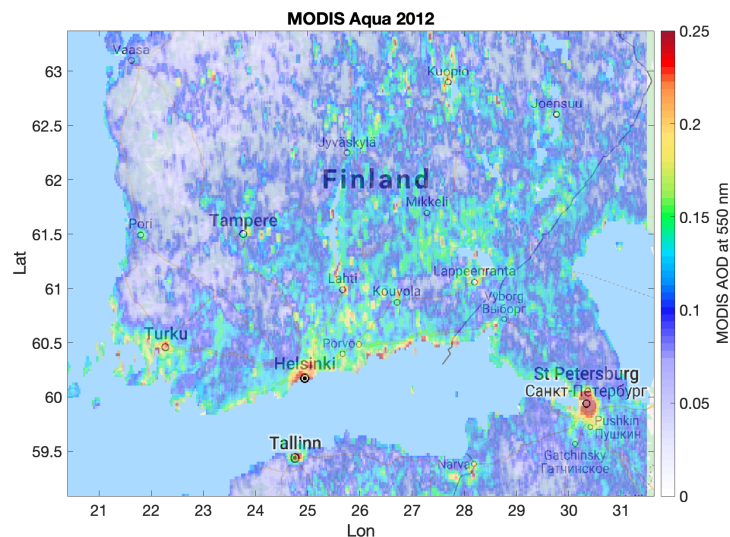 MODIS Aqua 2012
Vaasa
Kuopio
Joensuu
Jyväskylä
Finland
Mikkeli
Pori
Tampere
Lahti
Lappeenranta
Kouvola
Vyborg
Выборг
Turku
Porvoo
Helsinki
St Petersburg
Санкт-Петербург
Pushkin
Пушкин
Tallinn
Narva
Gatchinsky
Гатчинское
63
62.5
62
61.5
61
60.5
60
59.5
Lat
21
22
23
24
25
26
27
28
29
30
31
Lon
0.25
0.2
0.15
0.1
0.05
0
MODIS AOD at 550 nm